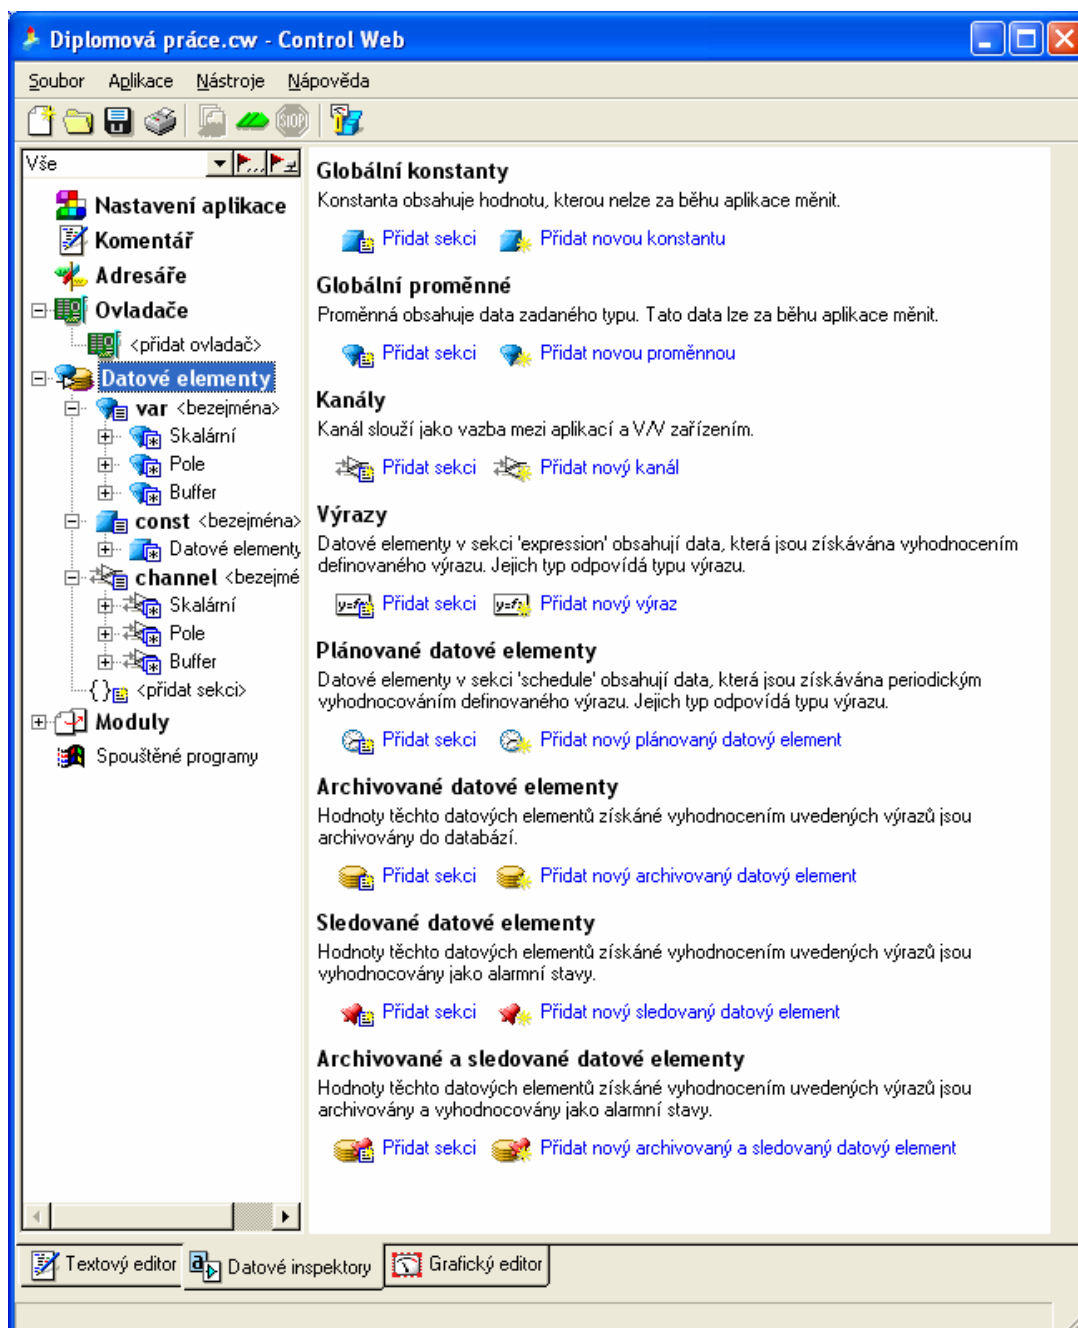 Diplomová práce.cw - Control Web
Soubor Aplikace Nástroje Nápověda
STOP
Vše
Nastavení aplikace
Komentář
Adresáře
Ovladače
<přidat ovladač>
Datové elementy
var <bezejména>
Skalární
Pole
Buffer
const <bezejména>
Datové elementy
channel <bezejmé
Skalární
Pole
Buffer
<přidat sekci>
Moduly
Spouštěné programy
Globální konstanty
Konstanta obsahuje hodnotu, kterou nelze za běhu aplikace měnit.
Přidat sekci Přidat novou konstantu
Globální proměnné
Proměnná obsahuje data zadaného typu. Tato data lze za běhu aplikace měnit.
Přidat sekci Přidat novou proměnnou
Kanály
Kanál slouží jako vazba mezi aplikací a V/V zařízením.
Přidat sekci Přidat nový kanál
Výrazy
Datové elementy v sekci 'expression' obsahují data, která jsou získávána vyhodnocením
definovaného výrazu. Jejich typ odpovídá typu výrazu.
Přidat sekci Přidat nový výraz
Plánované datové elementy
Datové elementy v sekci 'schedule' obsahují data, která jsou získávána periodickým
vyhodnocováním definovaného výrazu. Jejich typ odpovídá typu výrazu.
Přidat sekci Přidat nový plánovaný datový element
Archivované datové elementy
Hodnoty těchto datových elementů získáné vyhodnocením uvedených výrazů jsou
archivovány do databází.
Přidat sekci Přidat nový archivovaný datový element
Sledované datové elementy
Hodnoty těchto datových elementů získáné vyhodnocením uvedených výrazů jsou
vyhodnocovány jako alarmní stavy.
Přidat sekci Přidat nový sledovaný datový element
Archivované a sledované datové elementy
Hodnoty těchto datových elementů získáné vyhodnocením uvedených výrazů jsou
archivovány a vyhodnocovány jako alarmní stavy.
Přidat sekci Přidat nový archivovaný a sledovaný datový element
Textový editor Datové inspektory Grafický editor